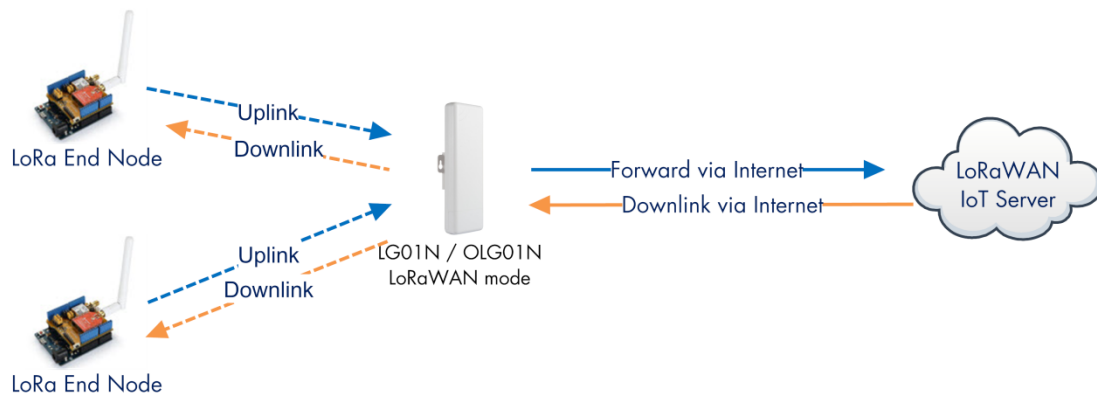 Uplink
Downlink
LoRa End Node
Forward via Internet
Downlink via Internet
LoRaWAN
IoT Server
LG01N / OLG01N
LoRaWAN mode
Uplink
Downlink
LoRa End Node